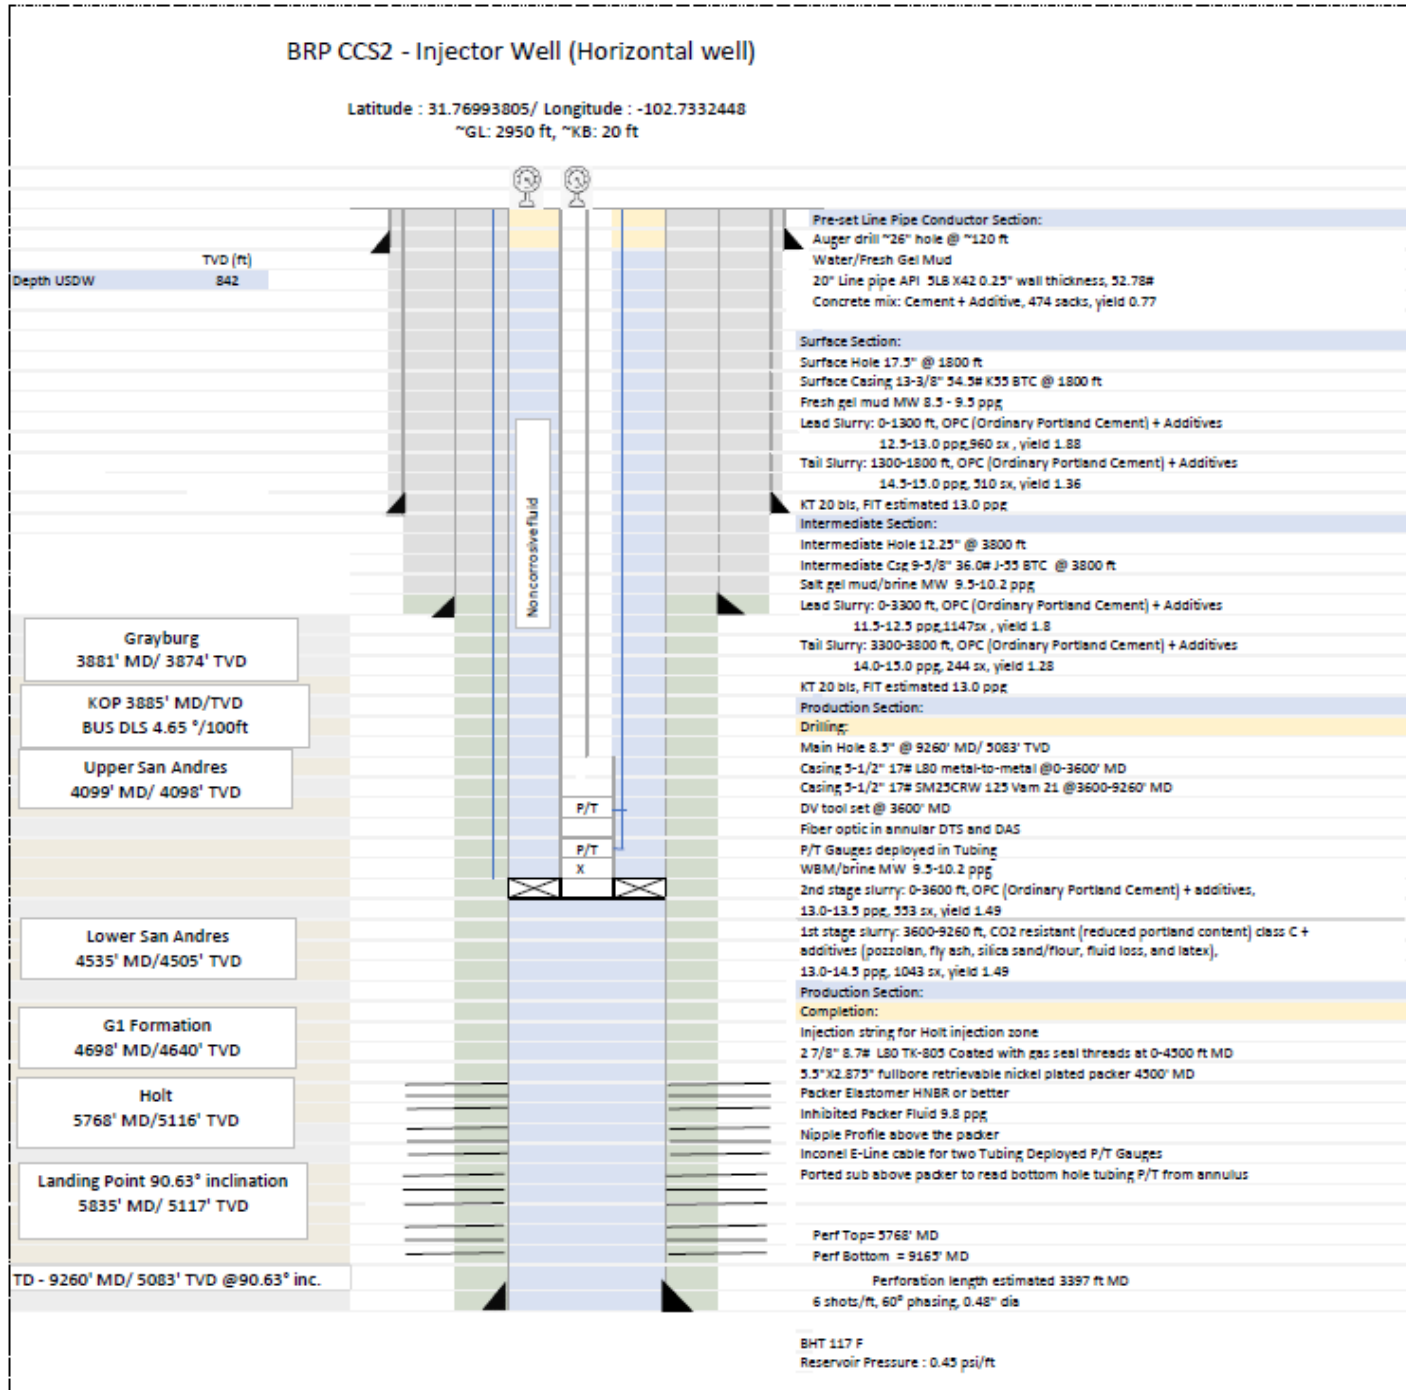 BRP CCS2 - Injector Well (Horizontal well)
Latitude : 31.76993805/ Longitude : -102.7332448
~GL: 2950 ft, ~KB: 20 ft
TVD (ft)
Depth USDW 842
Noncorrosive fluid
P/T
P/T
X
Grayburg
3881' MD/ 3874' TVD
KOP 3885' MD/TVD
BUS DLS 4.65 °/100ft
Upper San Andres
4099' MD/ 4098' TVD
Lower San Andres
4535' MD/4505' TVD
G1 Formation
4698' MD/4640' TVD
Holt
5768' MD/5116' TVD
Landing Point 90.63° inclination
5835' MD/ 5117' TVD
TD - 9260' MD/ 5083' TVD @90.63° inc.
Pre-set Line Pipe Conductor Section:
Auger drill ~26" hole @ ~120 ft
Water/Fresh Gel Mud
20" Line pipe API 5LB X42 0.25" wall thickness, 52.78#
Concrete mix: Cement + Additive, 474 sacks, yield 0.77
Surface Section:
Surface Hole 17.5" @ 1800 ft
Surface Casing 13-3/8" 54.5# K55 BTC @ 1800 ft
Fresh gel mud MW 8.5 - 9.5 ppg
Lead Slurry: 0-1300 ft, OPC (Ordinary Portland Cement) + Additives
12.5-13.0 ppg,960 sx , yield 1.88
Tail Slurry: 1300-1800 ft, OPC (Ordinary Portland Cement) + Additives
14.5-15.0 ppg, 510 sx, yield 1.36
KT 20 bls, FIT estimated 13.0 ppg
Intermediate Section:
Intermediate Hole 12.25" @ 3800 ft
Intermediate Csg 9-5/8" 36.0# J-55 BTC @ 3800 ft
Salt gel mud/brine MW 9.5-10.2 ppg
Lead Slurry: 0-3300 ft, OPC (Ordinary Portland Cement) + Additives
11.5-12.5 ppg,1147sx , yield 1.8
Tail Slurry: 3300-3800 ft, OPC (Ordinary Portland Cement) + Additives
14.0-15.0 ppg, 244 sx, yield 1.28
KT 20 bls, FIT estimated 13.0 ppg
Production Section:
Drilling:
Main Hole 8.5" @ 9260' MD/ 5083' TVD
Casing 5-1/2" 17# L80 metal-to-metal @0-3600' MD
Casing 5-1/2" 17# SM25CRW 125 Vam 21 @3600-9260' MD
DV tool set @ 3600' MD
Fiber optic in annular DTS and DAS
P/T Gauges deployed in Tubing
WBM/brine MW 9.5-10.2 ppg
2nd stage slurry: 0-3600 ft, OPC (Ordinary Portland Cement) + additives,
13.0-13.5 ppg, 553 sx, yield 1.49
1st stage slurry: 3600-9260 ft, CO2 resistant (reduced portland content) class C +
additives (pozzolan, fly ash, silica sand/flour, fluid loss, and latex),
13.0-14.5 ppg, 1043 sx, yield 1.49
Production Section:
Completion:
Injection string for Holt injection zone
2 7/8" 8.7# L80 TK-805 Coated with gas seal threads at 0-4500 ft MD
5.5"X2.875" fullbore retrievable nickel plated packer 4500' MD
Packer Elastomer HNBR or better
Inhibited Packer Fluid 9.8 ppg
Nipple Profile above the packer
Inconel E-Line cable for two Tubing Deployed P/T Gauges
Ported sub above packer to read bottom hole tubing P/T from annulus
Perf Top= 5768' MD
Perf Bottom = 9165' MD
Perforation length estimated 3397 ft MD
6 shots/ft, 60° phasing, 0.48" dia
BHT 117 F
Reservoir Pressure : 0.45 psi/ft